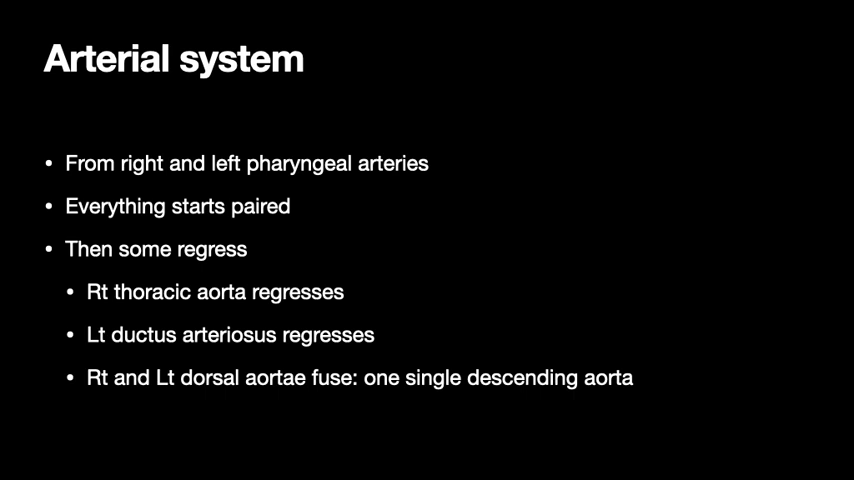 Arterial system
• From right and left pharyngeal arteries
• Everything starts paired
• Then some regress
• Rt thoracic aorta regresses
• Lt ductus arteriosus regresses
• Rt and Lt dorsal aortae fuse: one single descending aorta